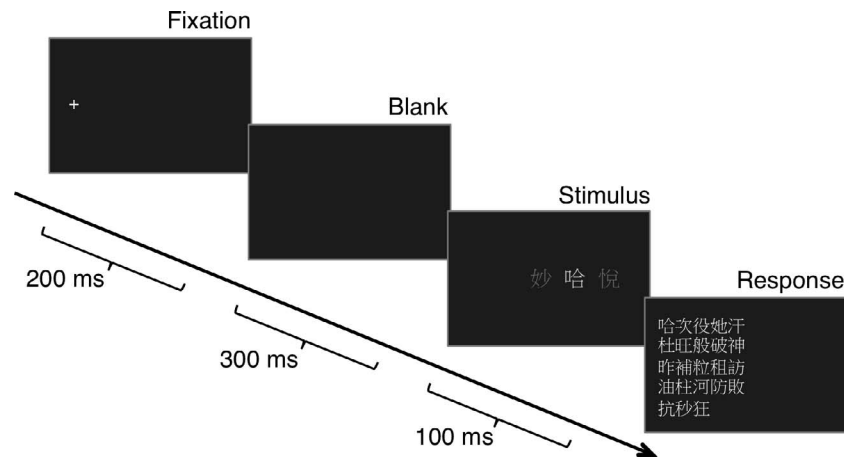 Fixation
+
Blank
Stimulus
妙 哈 悅
Response
哈次役她汗
杜旺般破神
昨補粒租訪
油柱河防敗
抗秒狂
200 ms
300 ms
100 ms